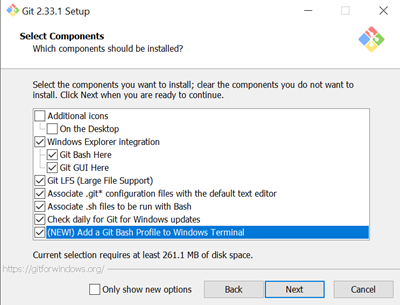 Git 2.33.1 Setup
Select Components
Which components should be installed?
Select the components you want to install; clear the components you do not want to
install. Click Next when you are ready to continue.
Additional icons
On the Desktop
Windows Explorer integration
Git Bash Here
Git GUI Here
Git LFS (Large File Support)
Associate .git* configuration files with the default text editor
Associate .sh files to be run with Bash
Check daily for Git for Windows updates
(NEW!) Add a Git Bash Profile to Windows Terminal
Current selection requires at least 261.1 MB of disk space.
https://gitforwindows.org/
Only show new options
Back
Next
Cancel